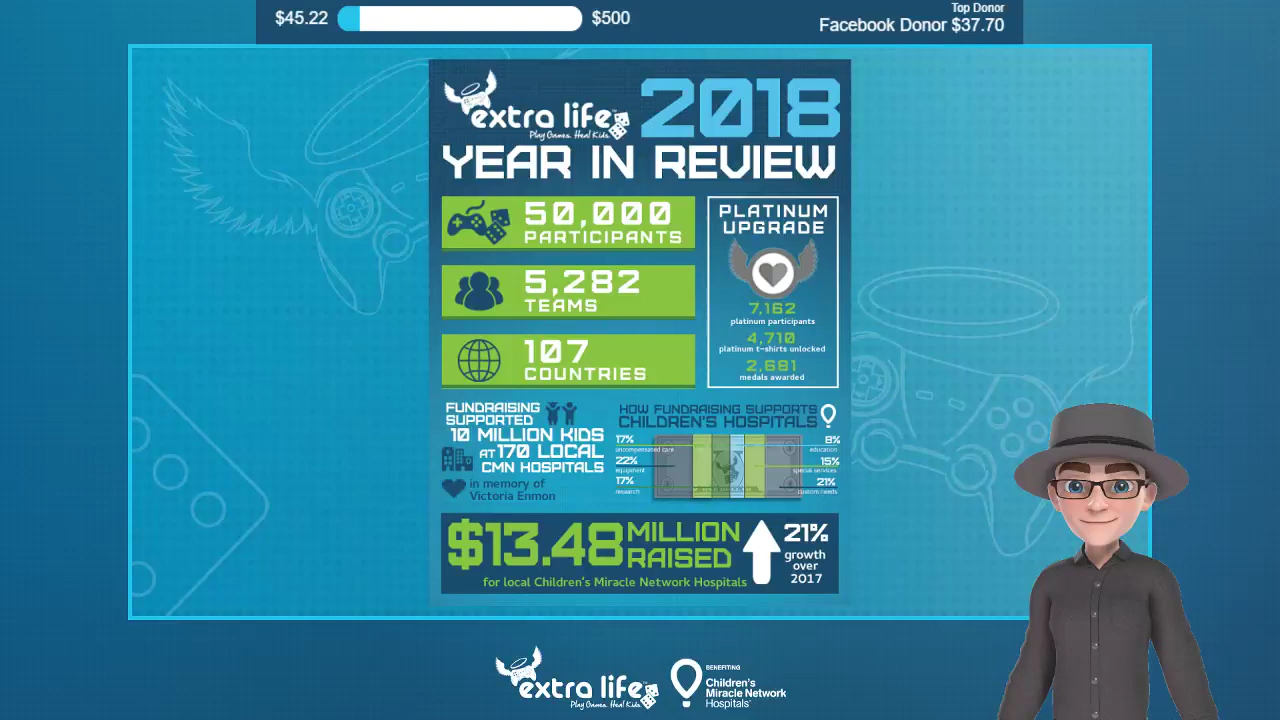 $45.22
$500
Top Donor
Facebook Donor $37.70
extra life
Play Games. Heal Kids.
2018
YEAR IN REVIEW
50,000
PARTICIPANTS
5,282
TEAMS
107
COUNTRIES
PLATINUM
UPGRADE
7,162
platinum participants
4,710
platinum t-shirts unlocked
2,681
medals awarded
FUNDRAISING
SUPPORTED
10 MILLION KIDS
AT 170 LOCAL
CMN HOSPITALS
in memory of
Victoria Enmon
HOW FUNDRAISING SUPPORTS
CHILDREN'S HOSPITALS
17%
uncompensated care
22%
equipment
17%
research
8%
education
15%
special services
21%
custom needs
$13.48 MILLION
RAISED
for local Children's Miracle Network Hospitals
21%
growth
over
2017
extra life
Play Games. Heal Kids.
BENEFITING
Children's
Miracle Network
Hospitals